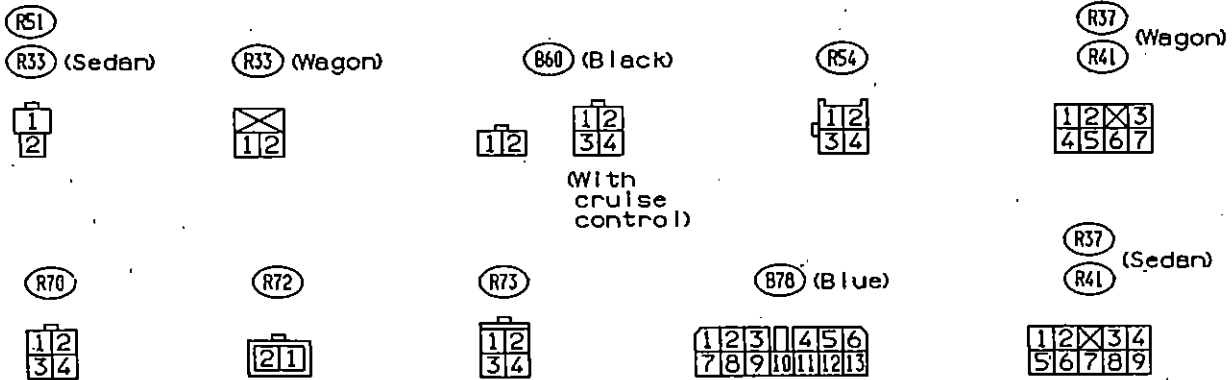 R51
R33 (Sedan)
1
2
R33 (Wagon)
1 2
B60 (Black)
1 2
1 2
3 4
(With
cruise
control)
R54
1 2
3 4
R37
R41
(Wagon)
1 2 3
4 5 6 7
R70
1 2
3 4
R72
2 1
R73
1 2
3 4
B78 (Blue)
1 2 3 4 5 6
7 8 9 10 11 12 13
R37
R41
(Sedan)
1 2 3 4
5 6 7 8 9